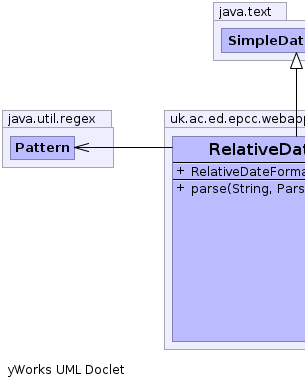 java.text
SimpleDat
java.util.regex
uk.ac.ed.epcc.webapp
Pattern
RelativeDat
+ RelativeDateForma
+ parse(String, Pars
yWorks UML Doclet